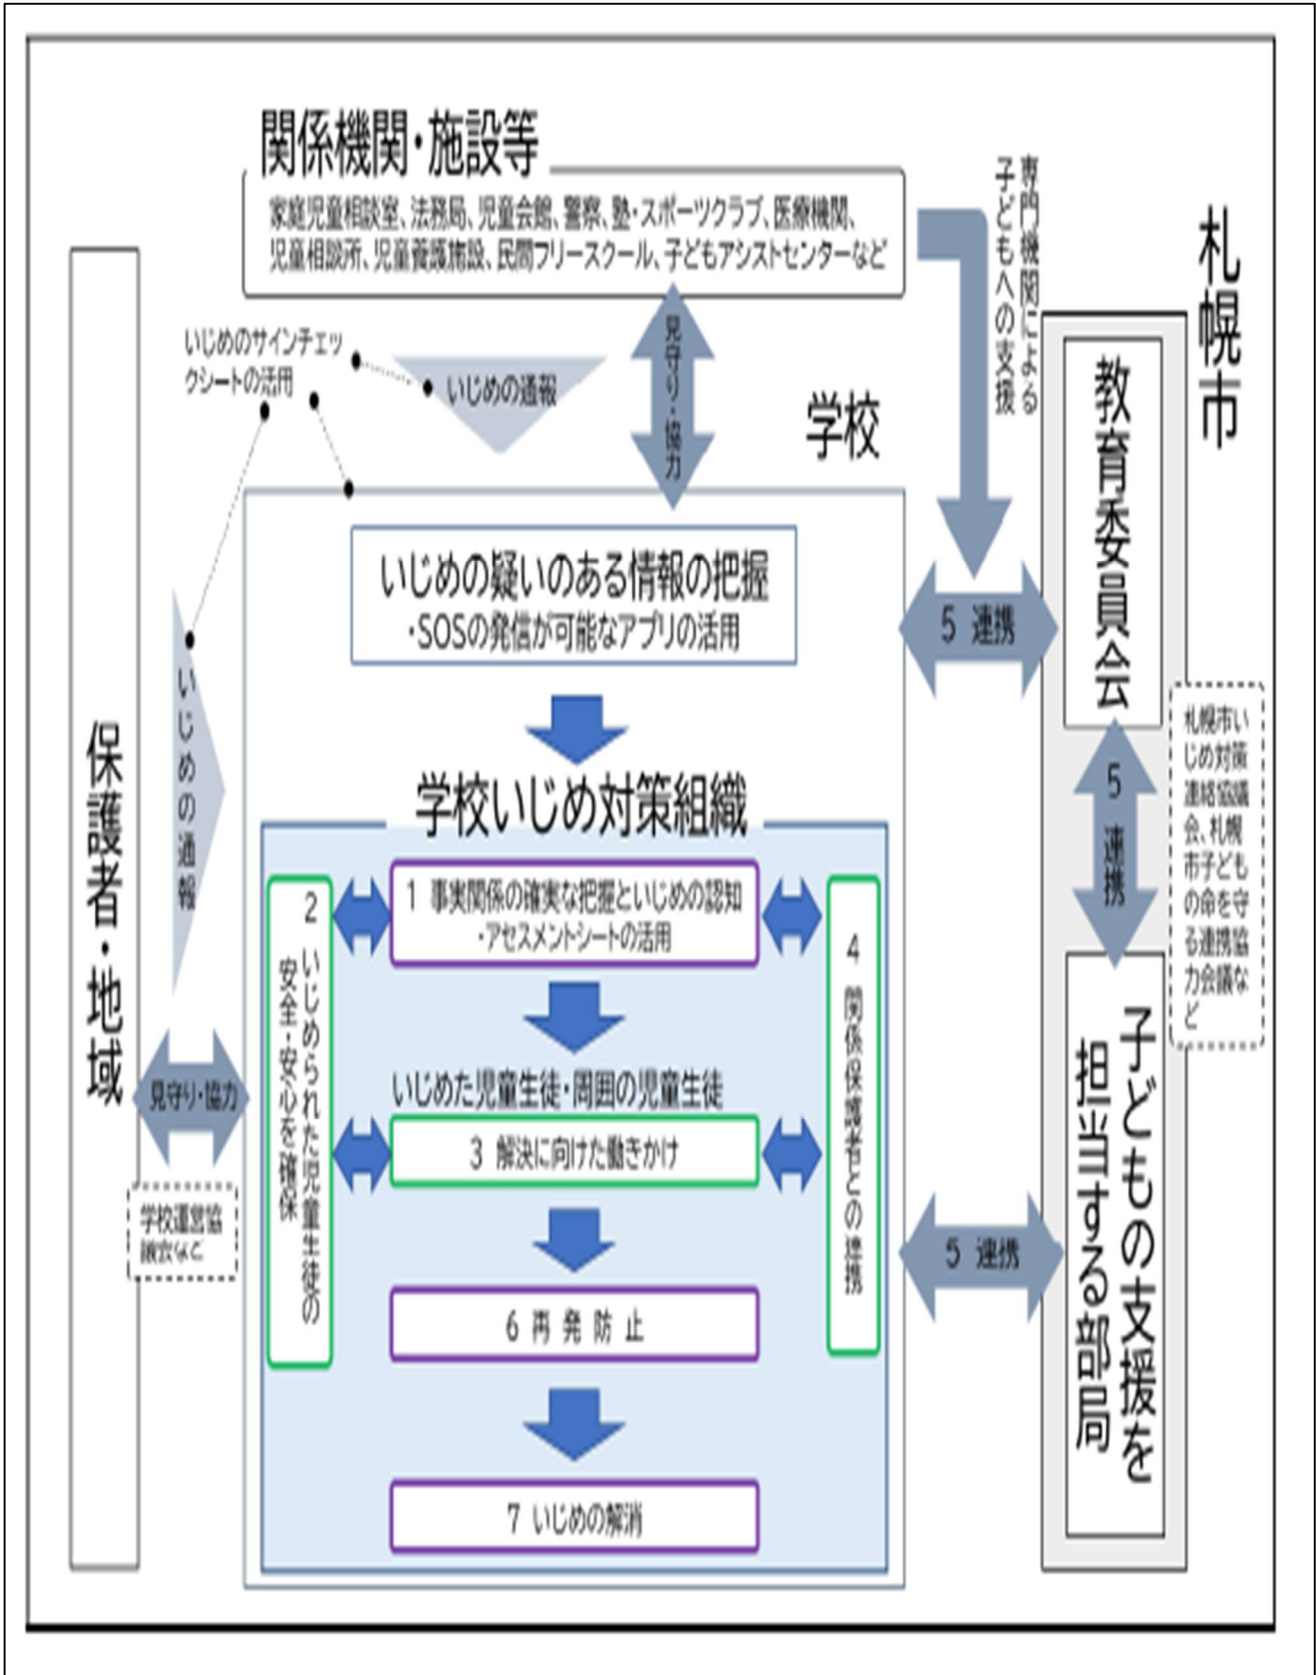 関係機関・施設等
家庭児童相談室、法務局、児童会館、警察、塾・スポーツクラブ、医療機関、
児童相談所、児童養護施設、民間フリースクール、子どもアシストセンターなど
専門機関による
子どもへの支援
札幌市
いじめのサインチェッ
クシートの活用
いじめの通報
見守り・協力
学校
教育委員会
いじめの疑いのある情報の把握
・SOSの発信が可能なアプリの活用
5 連携
保護者・地域
いじめの通報
学校いじめ対策組織
1 事実関係の確実な把握といじめの認知
・アセスメントシートの活用
2 いじめられた児童生徒の
安全・安心を確保
4 関係保護者との連携
5 連携
札幌市い
じめ対策
連絡協議
会、札幌
市子ども
の命を守
る連携協
力会議な
ど
見守り・協力
学校運営協
議会など
いじめた児童生徒・周囲の児童生徒
3 解決に向けた働きかけ
5 連携
子どもの支援を
担当する部局
6 再発防止
7 いじめの解消